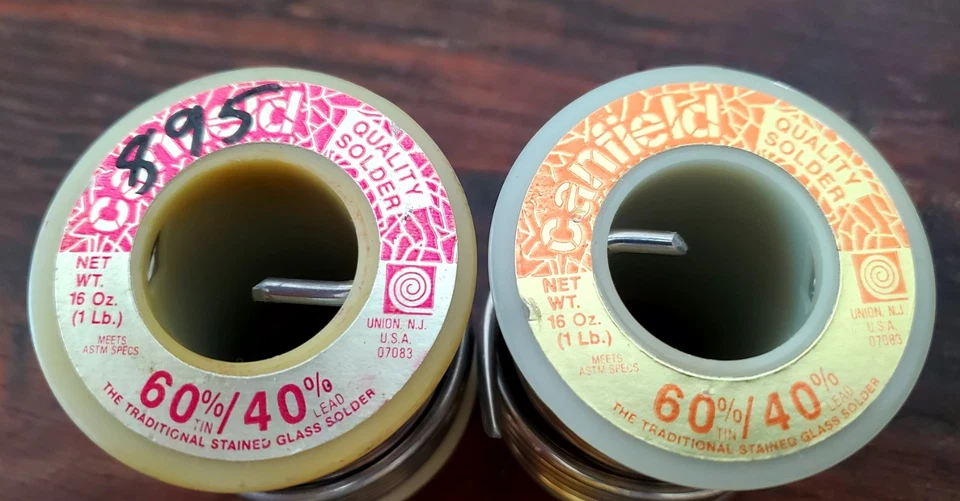 895
canfield
QUALITY
SOLDER
NET
WT.
16 Oz.
(1 Lb.)
MEETS
ASTM SPECS
UNION, N.J.
U.S.A.
07083
60%/40%
TIN LEAD
THE TRADITIONAL STAINED GLASS SOLDER
canfield
QUALITY
SOLDER
NET
WT.
16 Oz.
(1 Lb.)
MEETS
ASTM SPECS
UNION, N.J.
U.S.A.
07083
60%/40%
TIN LEAD
THE TRADITIONAL STAINED GLASS SOLDER